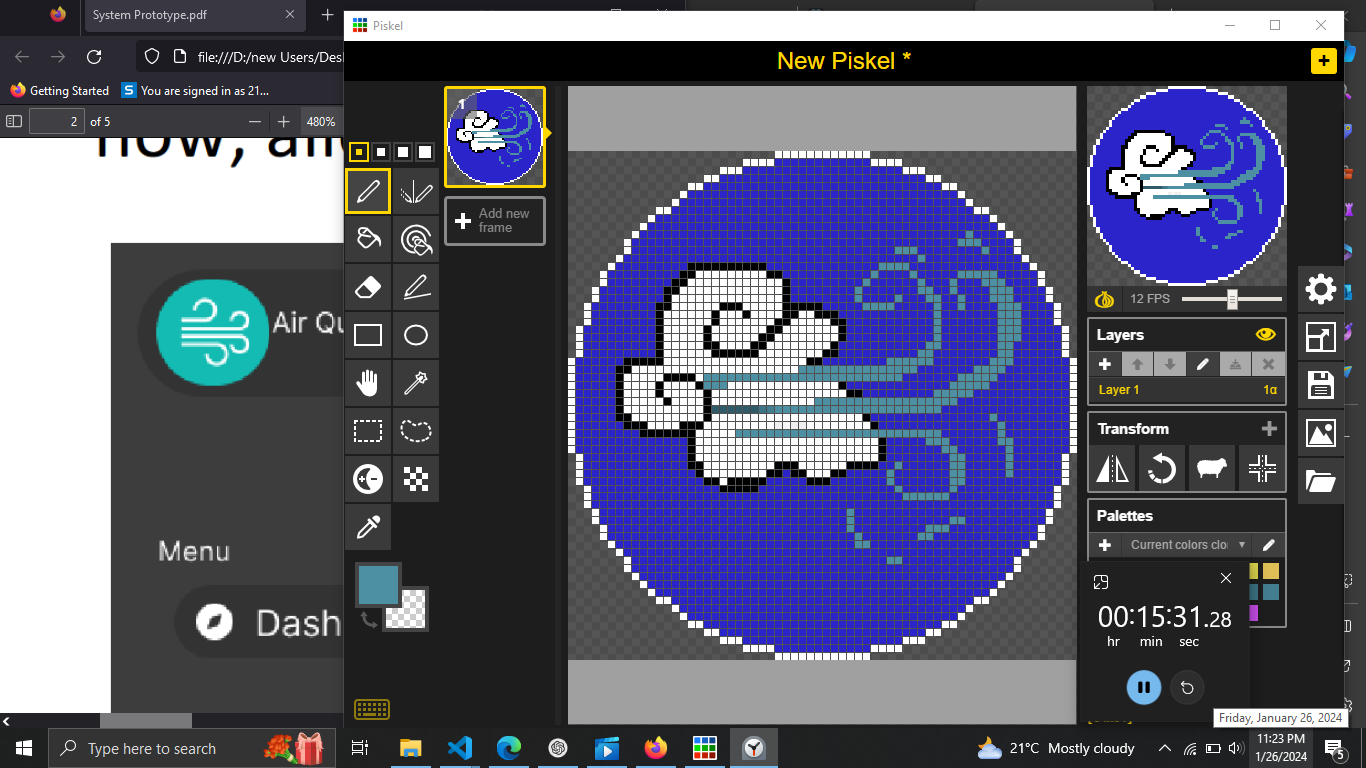 System Prototype.pdf
Piskel
file:///D:/new Users/Des
New Piskel *
Getting Started
You are signed in as 21...
2 of 5
480%
now, all
1
Add new
frame
12 FPS
Layers
Layer 1
1α
Transform
Air Qu
Palettes
Current colors clo
Menu
Dash
00:15:31.28
hr min sec
Friday, January 26, 2024
Type here to search
21°C Mostly cloudy
11:23 PM
1/26/2024
5